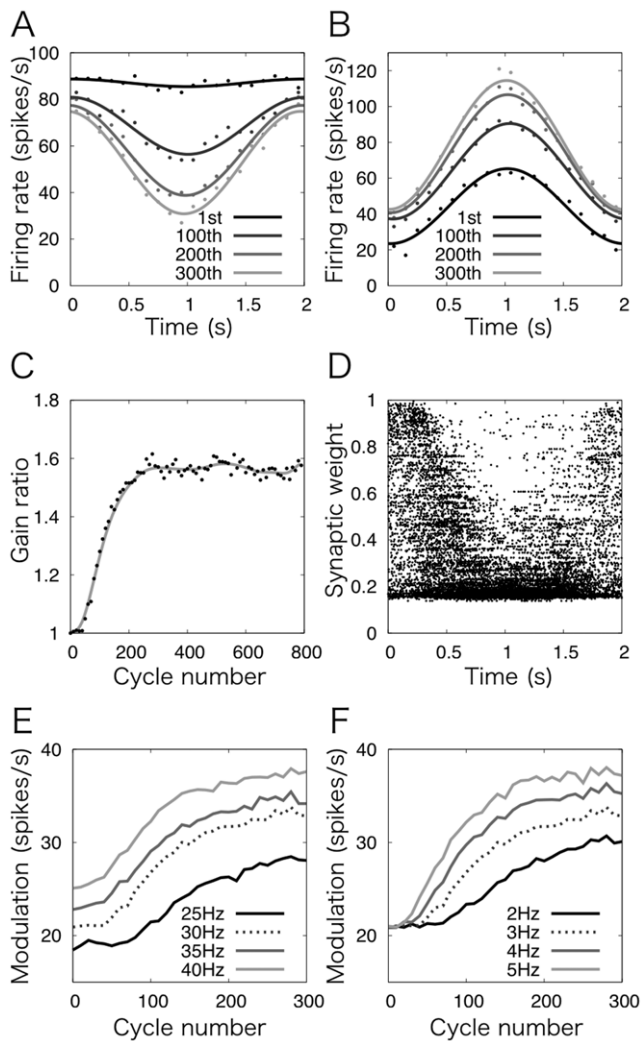 A
B
Firing rate (spikes/s)
100
80
60
40
20
0
1st
100th
200th
300th
0 0.5 1 1.5 2
Time (s)
Firing rate (spikes/s)
120
100
80
60
40
20
0
1st
100th
200th
300th
0 0.5 1 1.5 2
Time (s)
C
D
Gain ratio
1.8
1.6
1.4
1.2
1
0 200 400 600 800
Cycle number
Synaptic weight
1
0.8
0.6
0.4
0.2
0
0 0.5 1 1.5 2
Time (s)
E
F
Modulation (spikes/s)
40
30
20
25Hz
30Hz
35Hz
40Hz
0 100 200 300
Cycle number
Modulation (spikes/s)
40
30
20
2Hz
3Hz
4Hz
5Hz
0 100 200 300
Cycle number